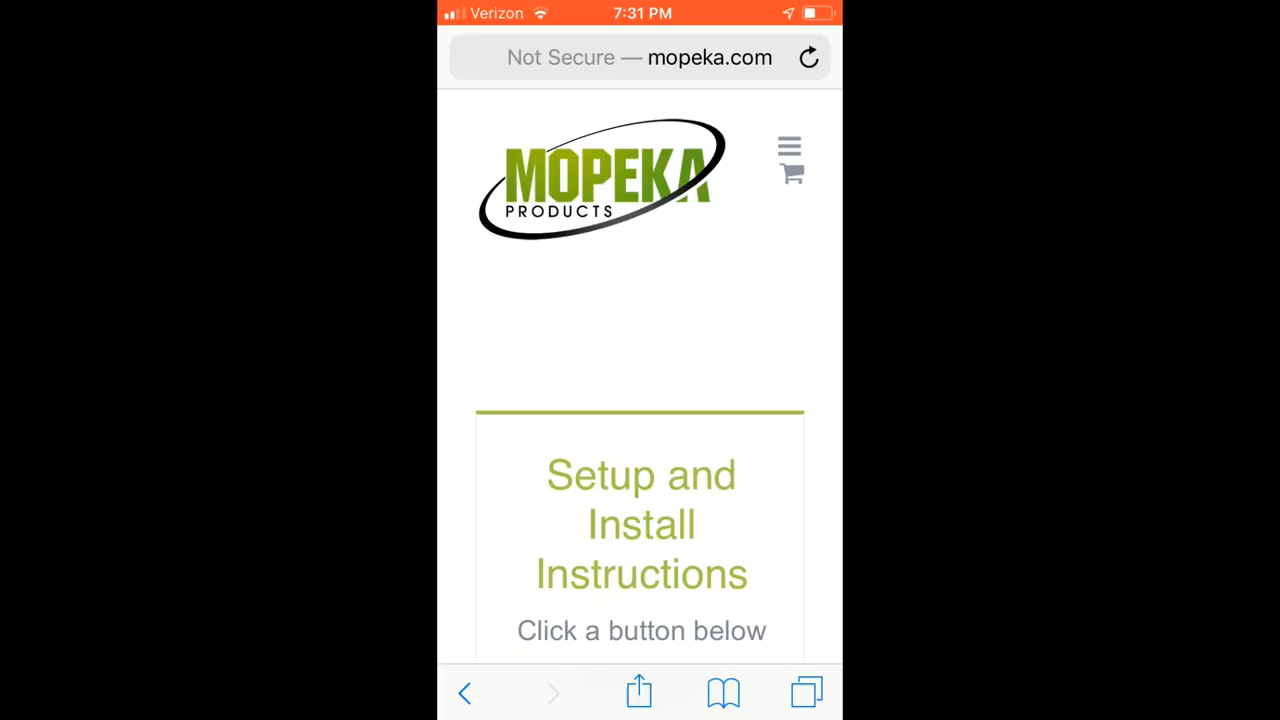 Verizon 7:31 PM
Not Secure — mopeka.com
MOPEKA
PRODUCTS
Setup and
Install
Instructions
Click a button below